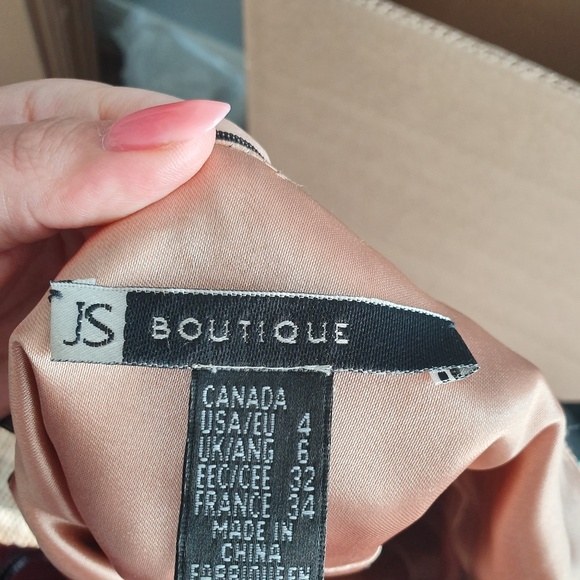 JS BOUTIQUE
CANADA
USA/EU 4
UK/ANG 6
EEC/CEE 32
FRANCE 34
MADE IN
CHINA